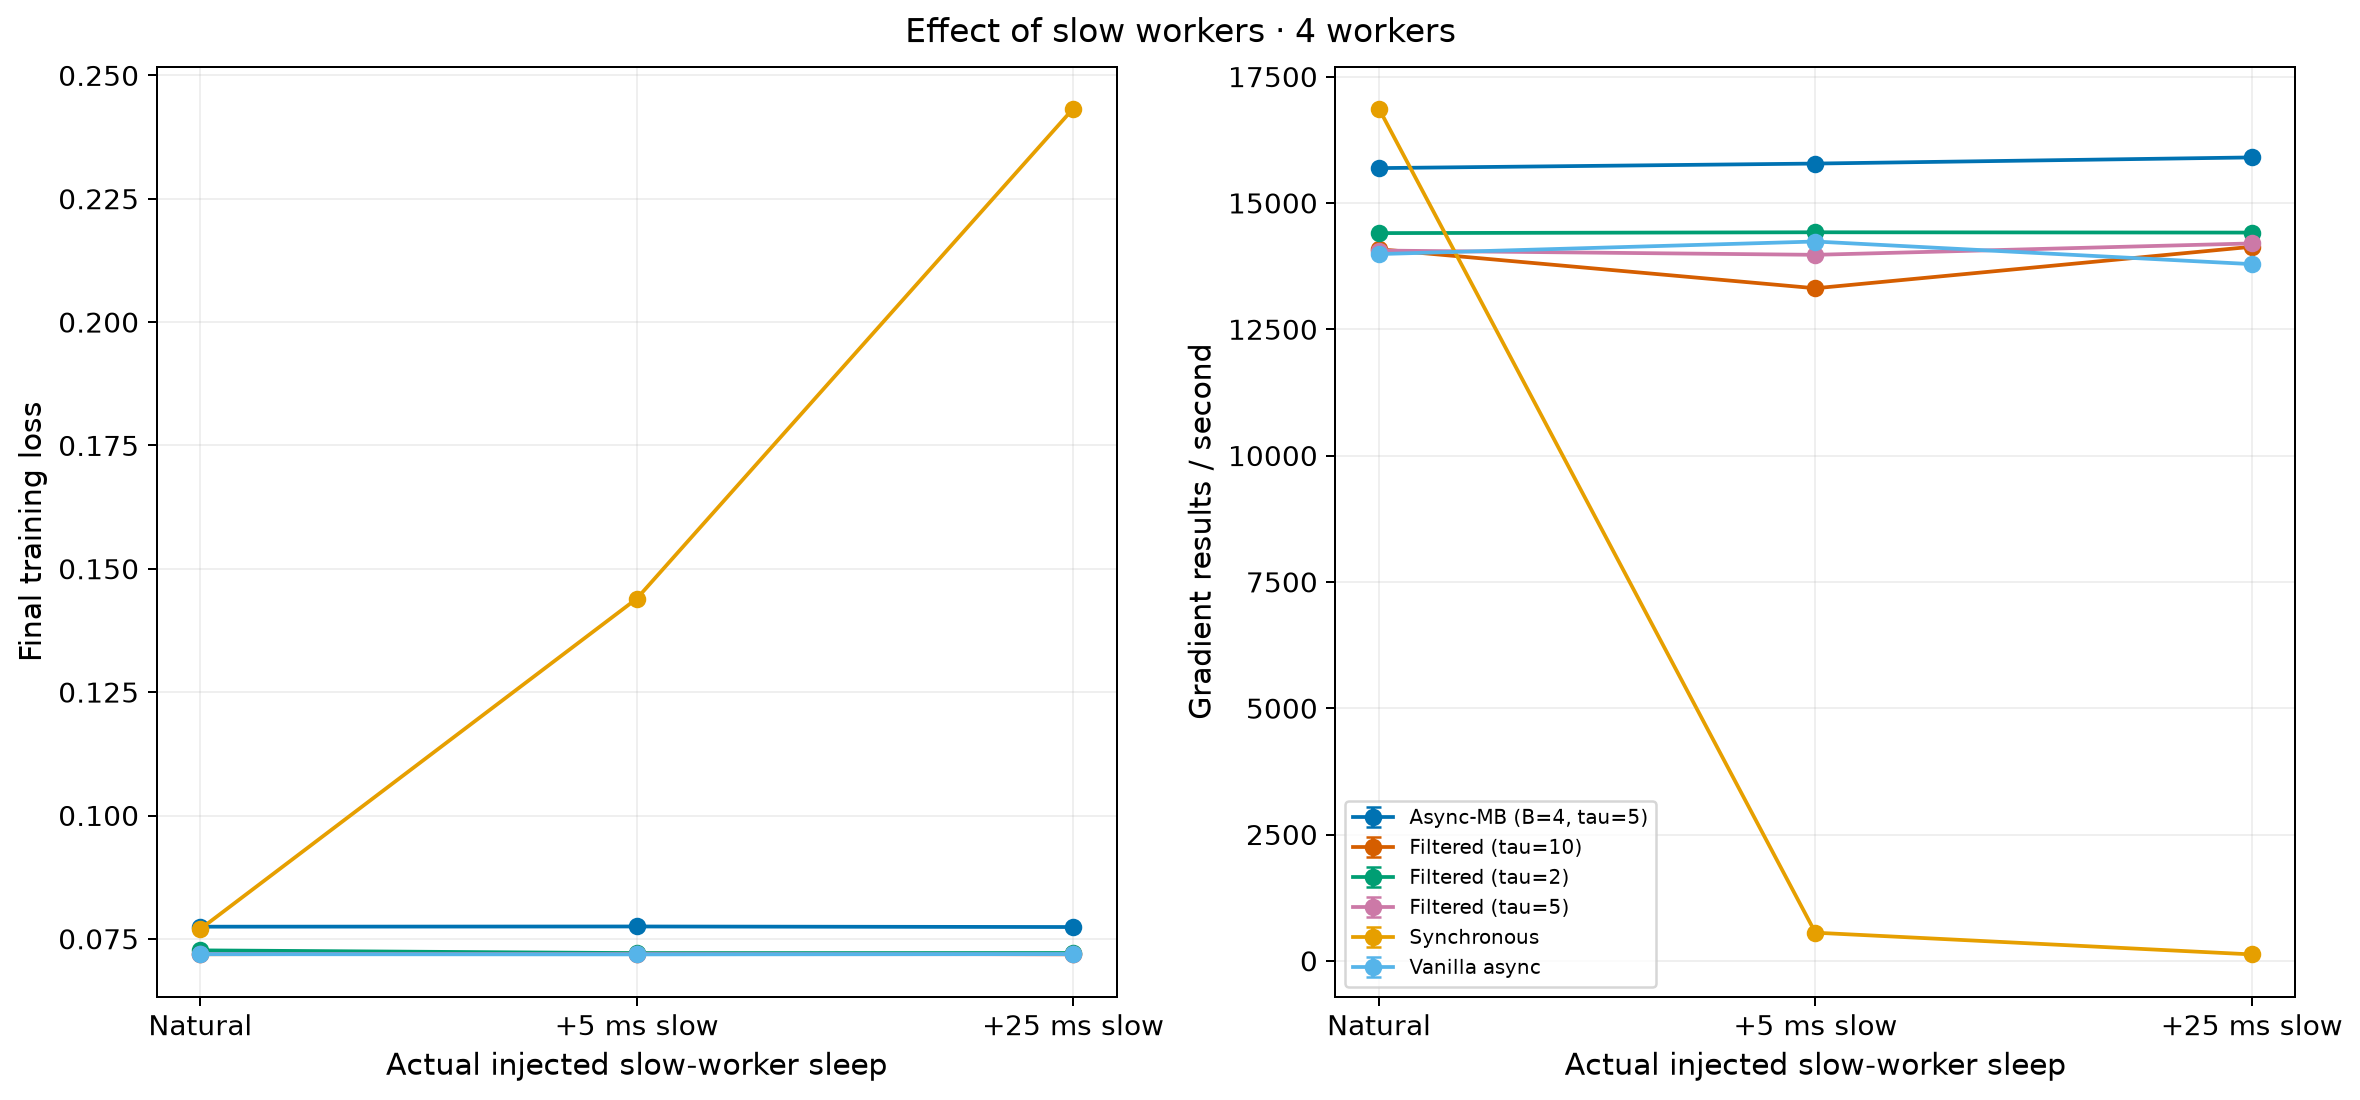 Effect of slow workers · 4 workers
0.250
0.225
0.200
0.175
0.150
0.125
0.100
0.075
Final training loss
Natural
+5 ms slow
+25 ms slow
Actual injected slow-worker sleep
17500
15000
12500
10000
7500
5000
2500
0
Gradient results / second
Async-MB (B=4, tau=5)
Filtered (tau=10)
Filtered (tau=2)
Filtered (tau=5)
Synchronous
Vanilla async
Natural
+5 ms slow
+25 ms slow
Actual injected slow-worker sleep